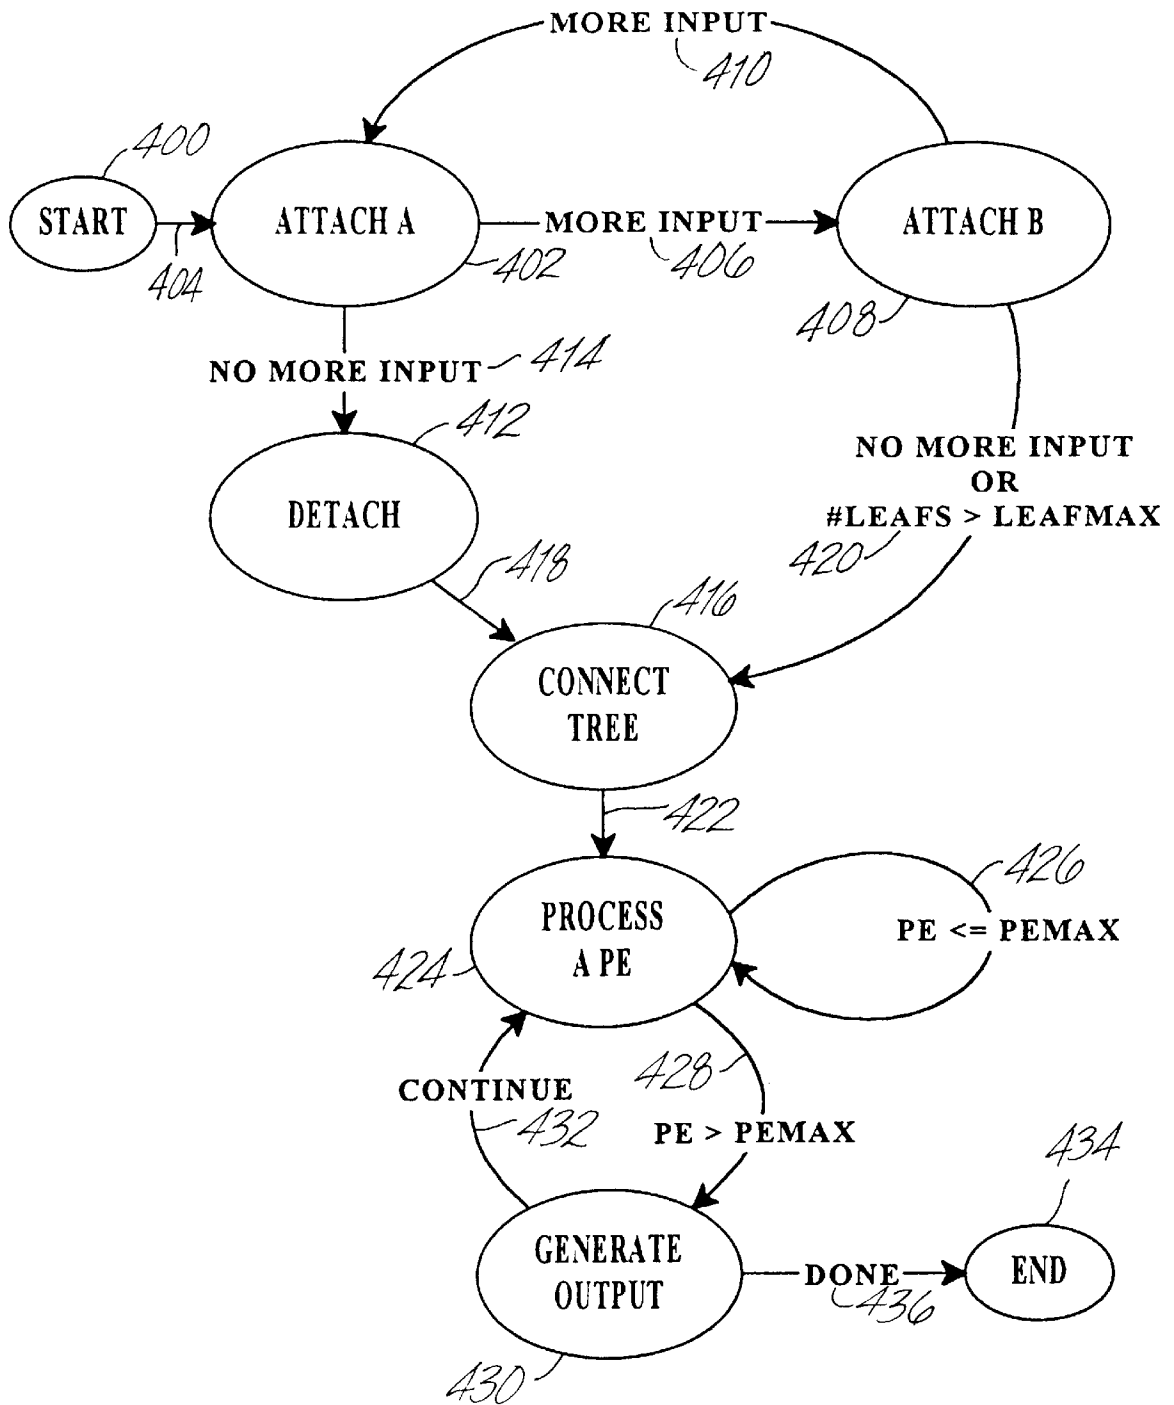 MORE INPUT
410
400
START
ATTACH A
MORE INPUT
ATTACH B
404
402
406
408
NO MORE INPUT
414
412
NO MORE INPUT
OR
#LEAFS > LEAFMAX
DETACH
418
420
416
CONNECT
TREE
422
426
PROCESS
A PE
PE <= PEMAX
424
428
CONTINUE
432
PE > PEMAX
434
GENERATE
OUTPUT
DONE
END
436
430